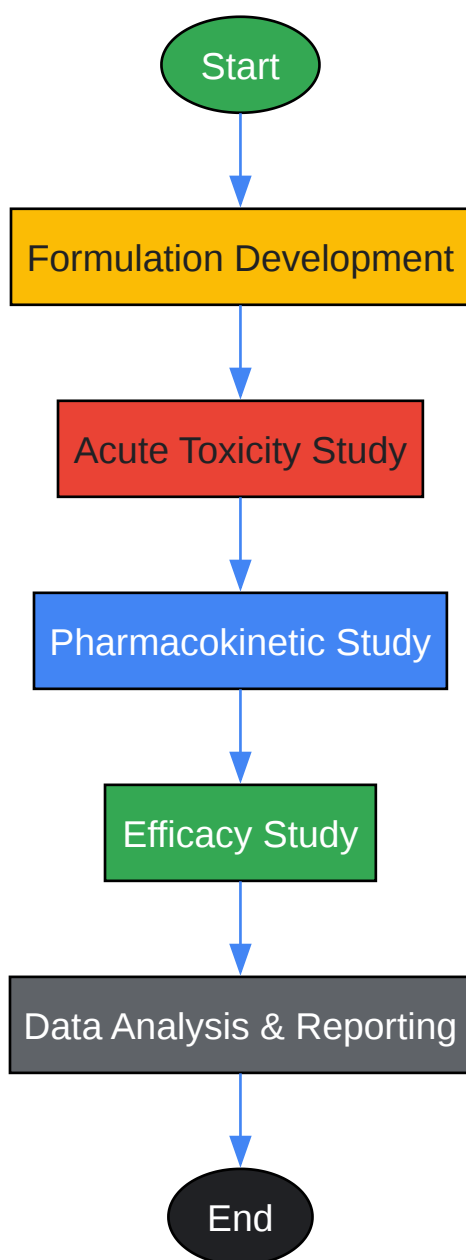 Start
Formulation Development
Acute Toxicity Study
Pharmacokinetic Study
Efficacy Study
Data Analysis & Reporting
End